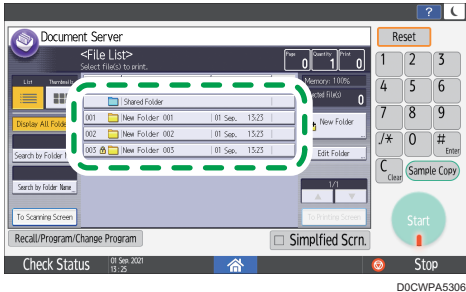 ?
Document Server
Reset
<File List>
Select file(s) to print.
Page 0
Quantity 1
Print 0
List
Thumbnails
Memory: 100%
0
Shared Folder
001 New Folder 001 01 Sep. 13:23
002 New Folder 002 01 Sep. 13:23
003 New Folder 003 01 Sep. 13:23
Display All Folde
Search by Folder
Search by Folder Name
New Folder
Edit Folder
1/1
To Scanning Screen
To Printing Screen
Recall/Program/Change Program
Simplfied Scrn.
1 2 3
4 5 6
7 8 9
./* 0 #
Enter
C
Clear
Sample Copy
Start
Check Status
01 Sep. 2021
13:25
Stop
D0CWPA5306